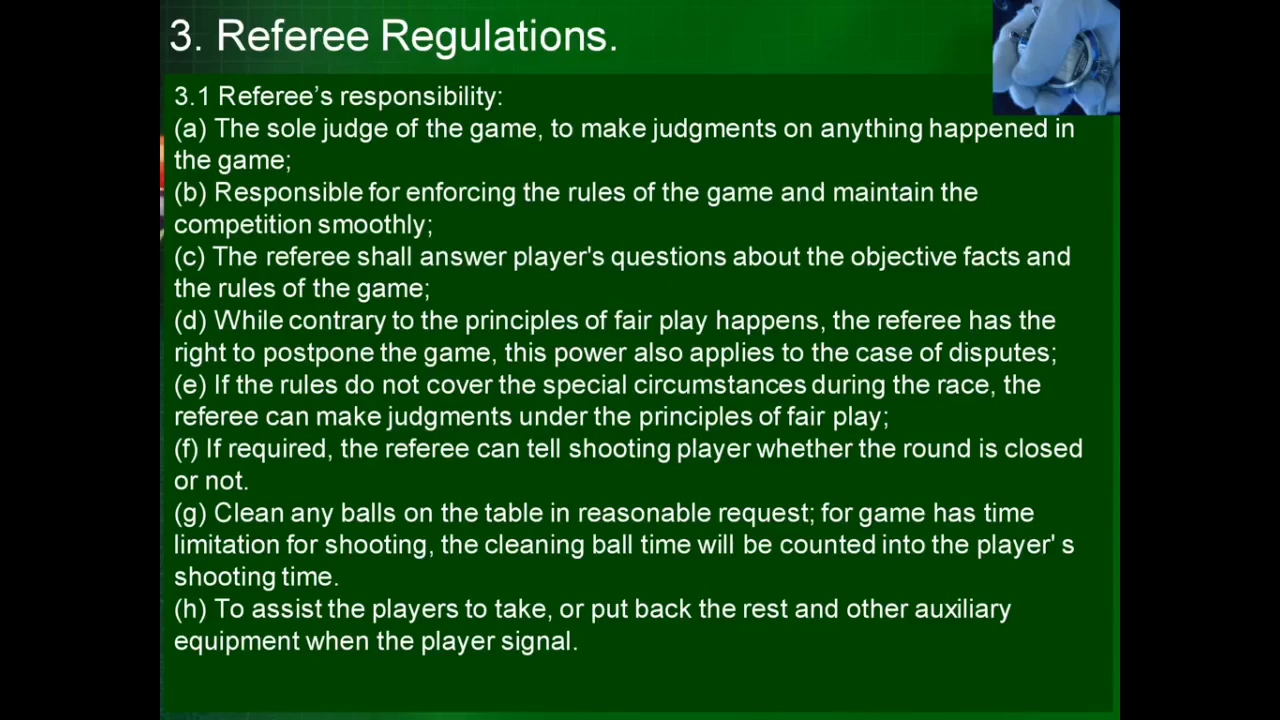 3. Referee Regulations.
3.1 Referee’s responsibility:
(a) The sole judge of the game, to make judgments on anything happened in
the game;
(b) Responsible for enforcing the rules of the game and maintain the
competition smoothly;
(c) The referee shall answer player's questions about the objective facts and
the rules of the game;
(d) While contrary to the principles of fair play happens, the referee has the
right to postpone the game, this power also applies to the case of disputes;
(e) If the rules do not cover the special circumstances during the race, the
referee can make judgments under the principles of fair play;
(f) If required, the referee can tell shooting player whether the round is closed
or not.
(g) Clean any balls on the table in reasonable request; for game has time
limitation for shooting, the cleaning ball time will be counted into the player' s
shooting time.
(h) To assist the players to take, or put back the rest and other auxiliary
equipment when the player signal.